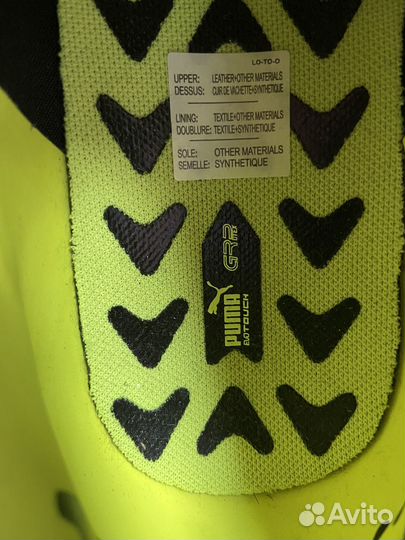 LO-TO-O
UPPER: LEATHER+OTHER MATERIALS
DESSUS: CUIR DE VACHETTE+SYNTHETIQUE
LINING: TEXTILE+OTHER MATERIALS
DOUBLURE: TEXTILE+SYNTHETIQUE
SOLE: OTHER MATERIALS
SEMELLE: SYNTHETIQUE
GRP
PUMA
EVOTOUCH
Avito